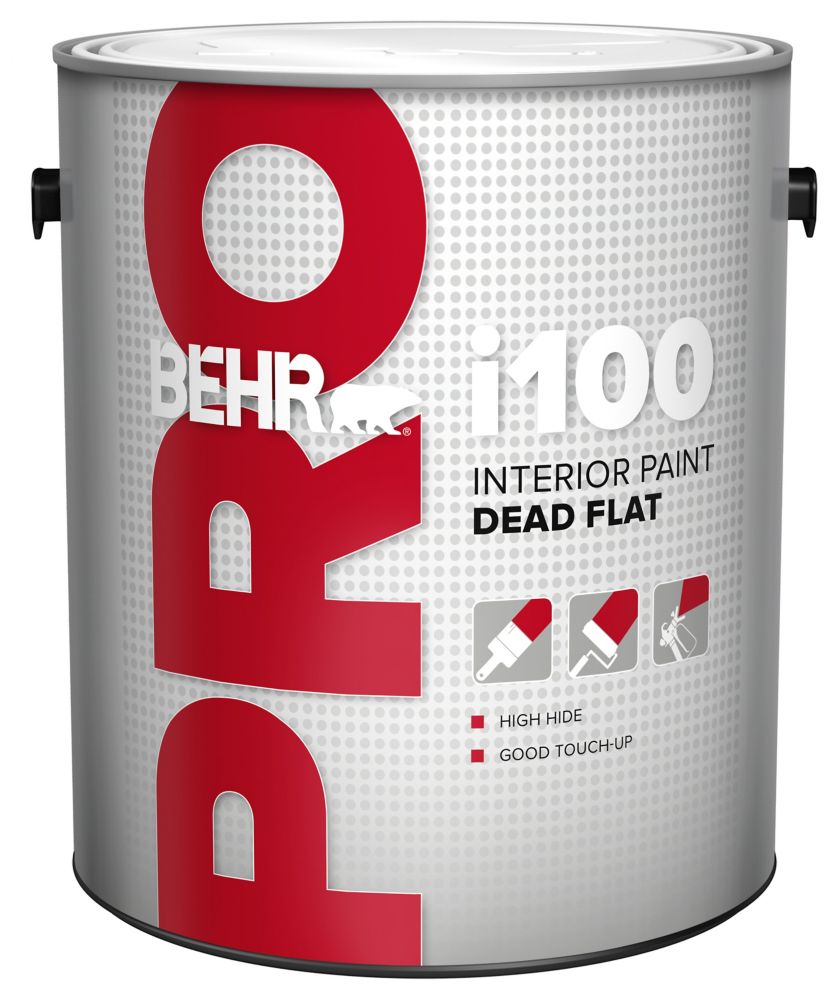 PRO
BEHR®
i100
INTERIOR PAINT
DEAD FLAT
HIGH HIDE
GOOD TOUCH-UP